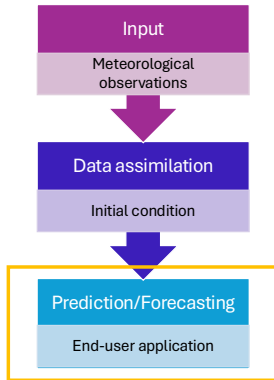 Input
Meteorological
observations
Data assimilation
Initial condition
Prediction/Forecasting
End-user application